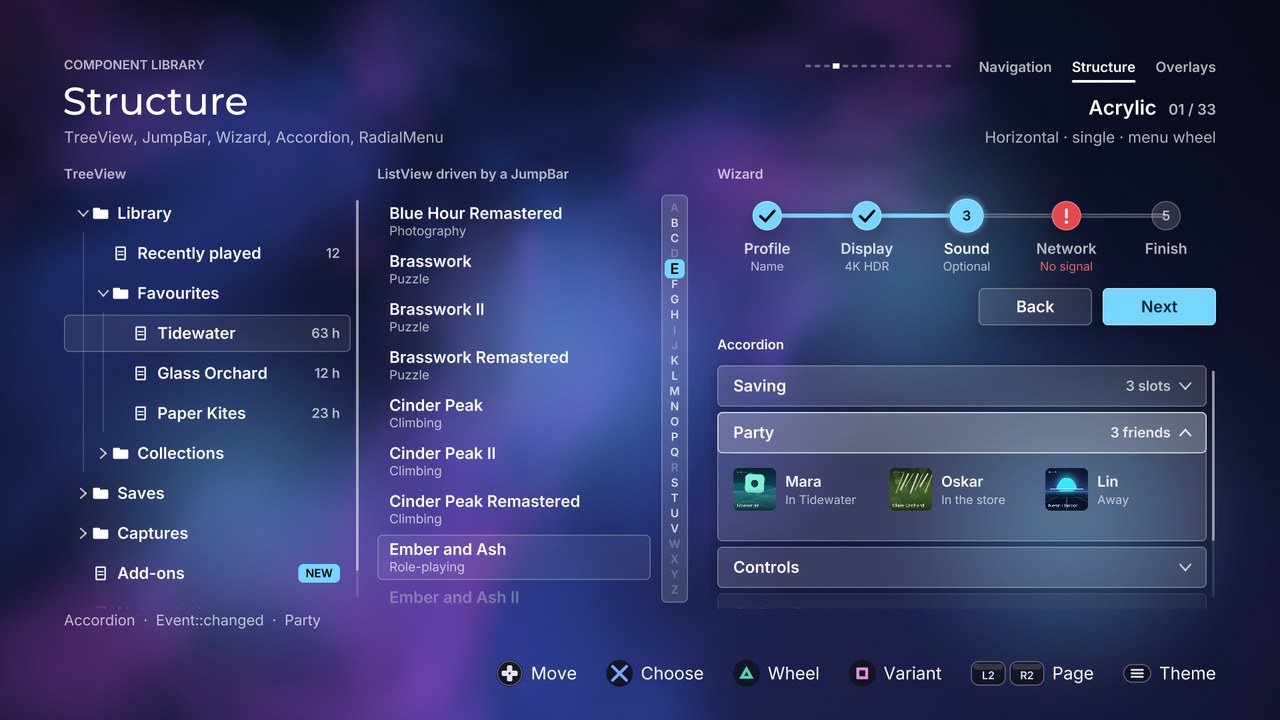 COMPONENT LIBRARY
Structure
TreeView, JumpBar, Wizard, Accordion, RadialMenu
Navigation Structure Overlays
Acrylic 01 / 33
Horizontal · single · menu wheel
TreeView
Library
Recently played 12
Favourites
Tidewater 63 h
Glass Orchard 12 h
Paper Kites 23 h
Collections
Saves
Captures
Add-ons NEW
ListView driven by a JumpBar
Blue Hour Remastered
Photography
Brasswork
Puzzle
Brasswork II
Puzzle
Brasswork Remastered
Puzzle
Cinder Peak
Climbing
Cinder Peak II
Climbing
Cinder Peak Remastered
Climbing
Ember and Ash
Role-playing
Ember and Ash II
A
B
C
D
E
F
G
H
I
J
K
L
M
N
O
P
Q
R
S
T
U
V
W
X
Y
Z
Wizard
3 ! 5
Profile Display Sound Network Finish
Name 4K HDR Optional No signal
Back Next
Accordion
Saving 3 slots
Party 3 friends
Mara
In Tidewater
Oskar
In the store
Lin
Away
Controls
Accordion · Event::changed · Party
Move Choose Wheel Variant L2 R2 Page Theme